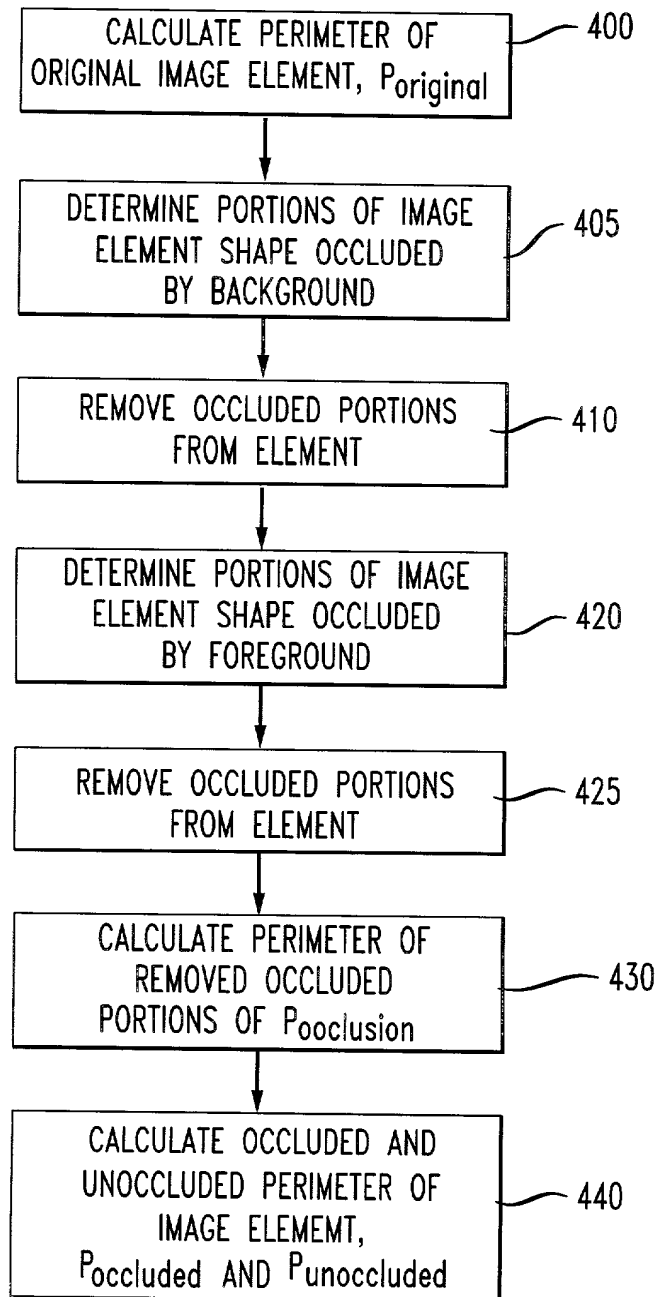 CALCULATE PERIMETER OF
ORIGINAL IMAGE ELEMENT, Poriginal
400
DETERMINE PORTIONS OF IMAGE
ELEMENT SHAPE OCCLUDED
BY BACKGROUND
405
REMOVE OCCLUDED PORTIONS
FROM ELEMENT
410
DETERMINE PORTIONS OF IMAGE
ELEMENT SHAPE OCCLUDED
BY FOREGROUND
420
REMOVE OCCLUDED PORTIONS
FROM ELEMENT
425
CALCULATE PERIMETER OF
REMOVED OCCLUDED
PORTIONS OF Pooclusion
430
CALCULATE OCCLUDED AND
UNOCCLUDED PERIMETER OF
IMAGE ELEMEMT,
Poccluded AND Punoccluded
440